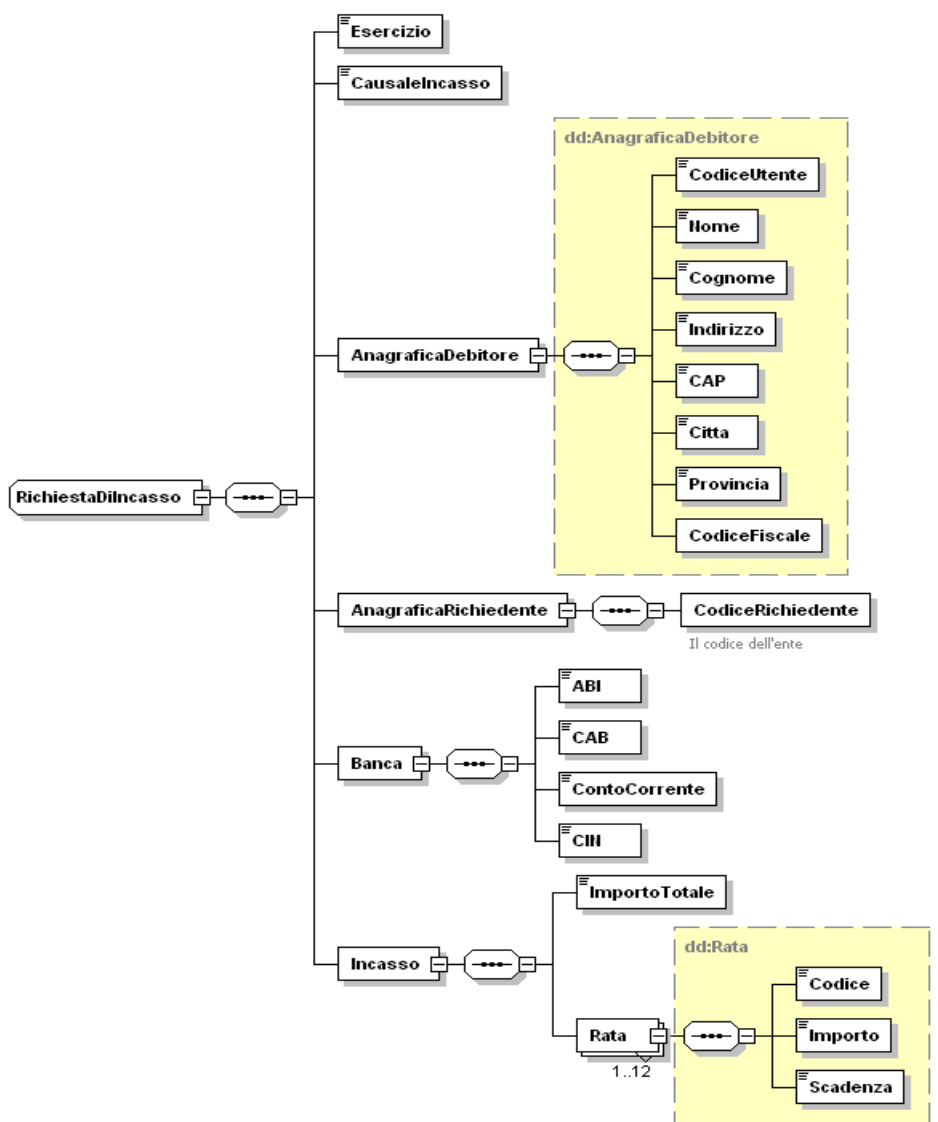 Esercizio
CausaleIncasso
dd:AnagraficaDebitore
CodiceUtente
Nome
Cognome
Indirizzo
AnagraficaDebitore
CAP
Citta
Provincia
RichiestaDiIncasso
CodiceFiscale
AnagraficaRichiedente
CodiceRichiedente
Il codice dell'ente
ABI
CAB
Banca
ContoCorrente
CIN
ImportoTotale
dd:Rata
Incasso
Codice
Rata
Importo
1..12
Scadenza